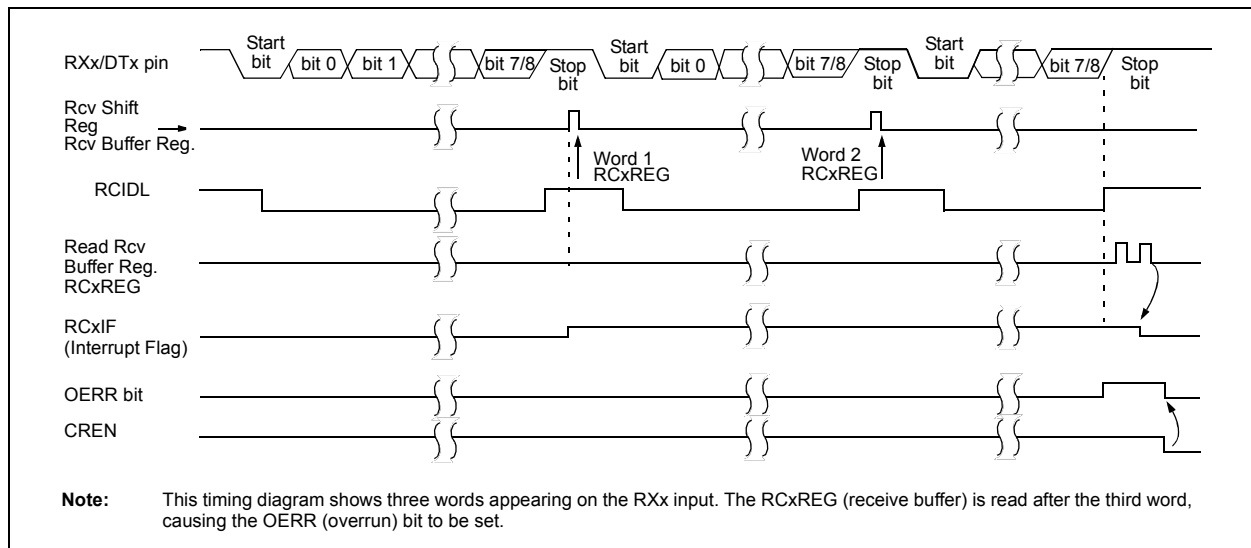 RXx/DTx pin
Start
bit
bit 0
bit 1
bit 7/8
Stop
bit
Start
bit
bit 0
bit 7/8
Stop
bit
Start
bit
bit 7/8
Stop
bit
Rcv Shift
Reg
Rcv Buffer Reg.
Word 1
RCxREG
Word 2
RCxREG
RCIDL
Read Rcv
Buffer Reg.
RCxREG
RCxIF
(Interrupt Flag)
OERR bit
CREN
Note: This timing diagram shows three words appearing on the RXx input. The RCxREG (receive buffer) is read after the third word,
causing the OERR (overrun) bit to be set.